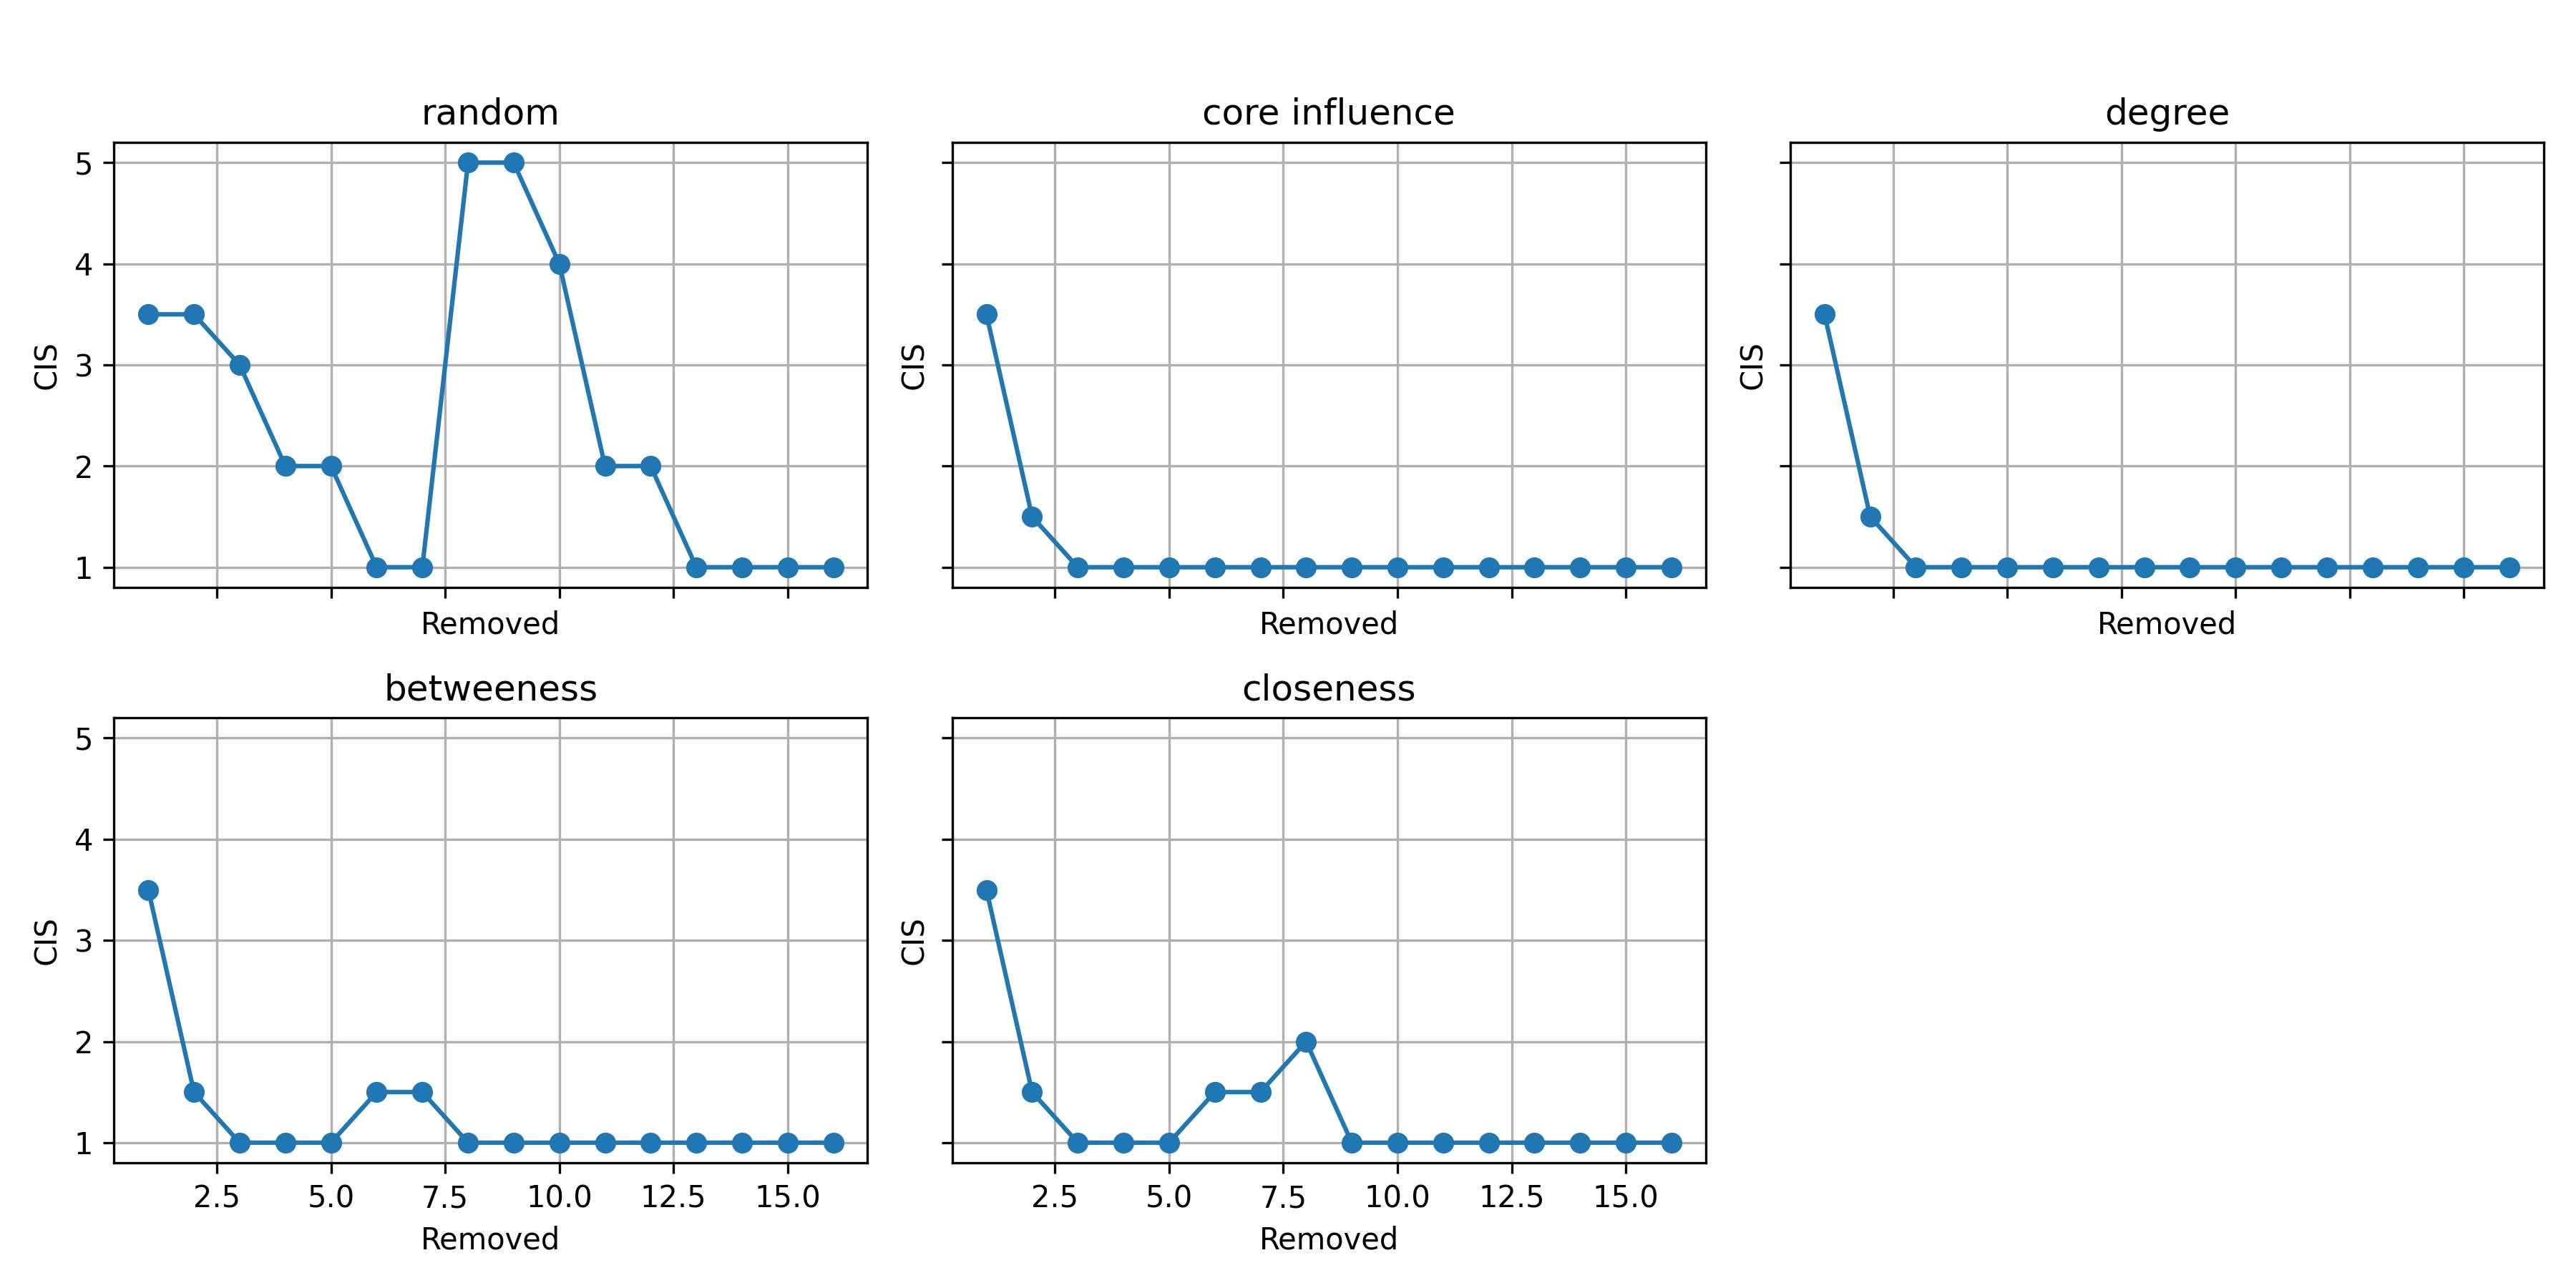 random
core influence
degree
5
4
3
2
1
CIS
CIS
CIS
Removed
Removed
Removed
betweeness
closeness
5
4
3
2
1
CIS
CIS
2.5 5.0 7.5 10.0 12.5 15.0
2.5 5.0 7.5 10.0 12.5 15.0
Removed
Removed